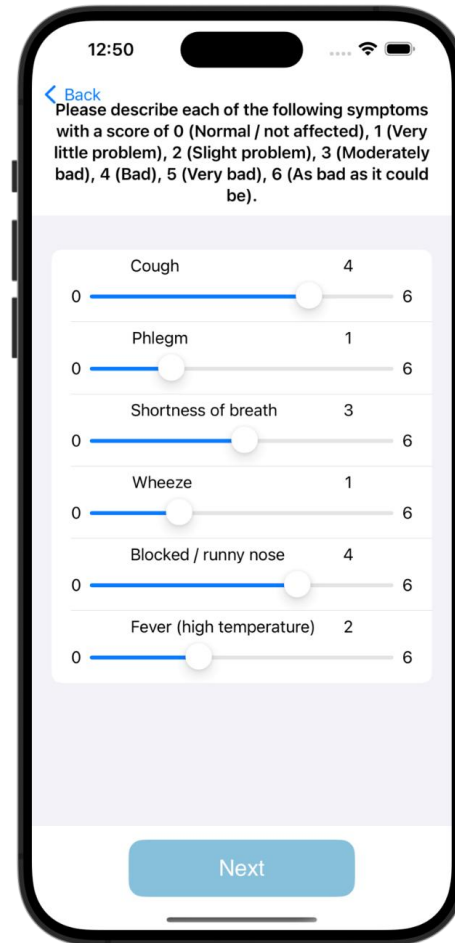 12:50
Back
Please describe each of the following symptoms
with a score of 0 (Normal / not affected), 1 (Very
little problem), 2 (Slight problem), 3 (Moderately
bad), 4 (Bad), 5 (Very bad), 6 (As bad as it could
be).
Cough 4
0 6
Phlegm 1
0 6
Shortness of breath 3
0 6
Wheeze 1
0 6
Blocked / runny nose 4
0 6
Fever (high temperature) 2
0 6
Next